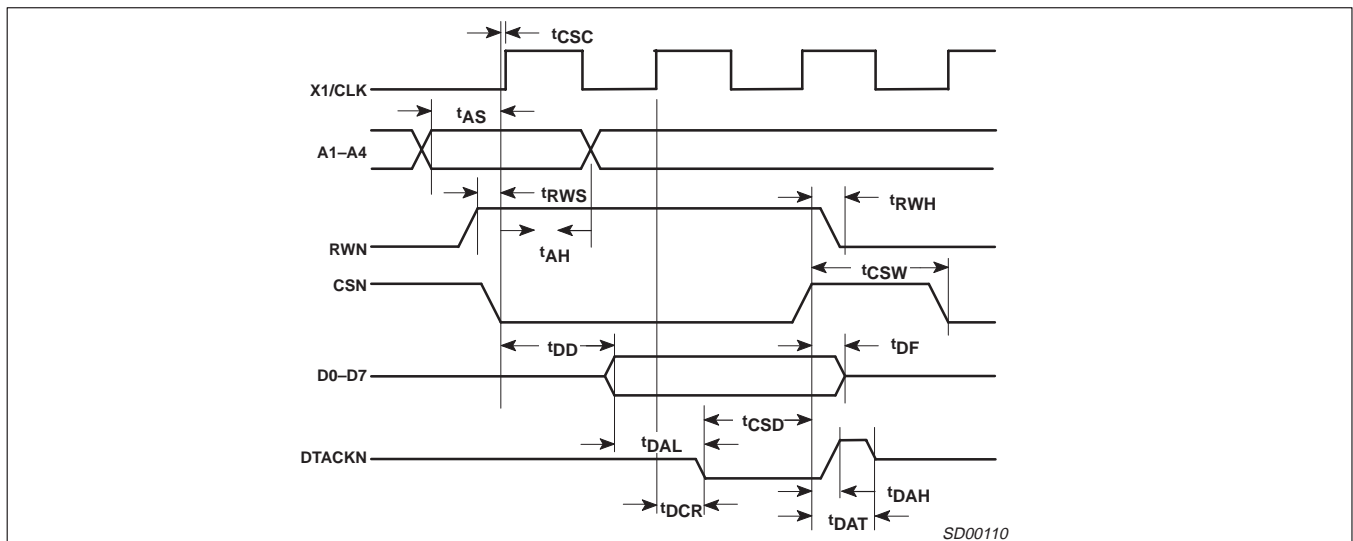 tCSC
X1/CLK
tAS
A1–A4
tRWS
tRWH
RWN
tAH
tCSW
CSN
tDD
tDF
D0–D7
tCSD
tDAL
DTACKN
tDAH
tDCR
tDAT
SD00110